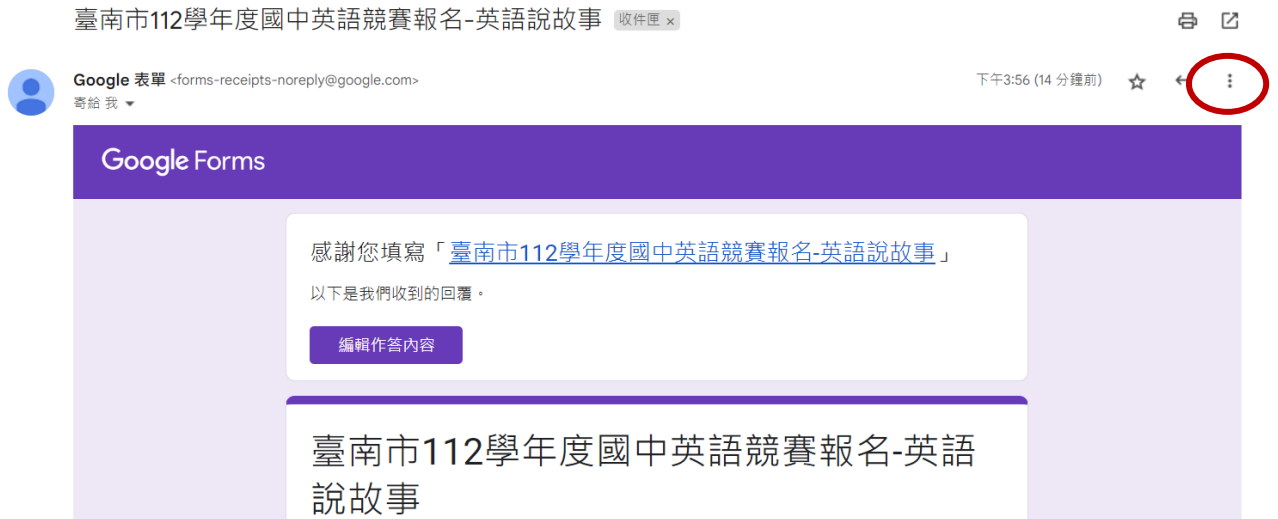 臺南市112學年度國中英語競賽報名-英語說故事 收件匣 x
Google 表單 <forms-receipts-noreply@google.com> 下午3:56 (14 分鐘前)
寄給 我
Google Forms
感謝您填寫「臺南市112學年度國中英語競賽報名-英語說故事」
以下是我們收到的回覆。
編輯作答內容
臺南市112學年度國中英語競賽報名-英語
說故事